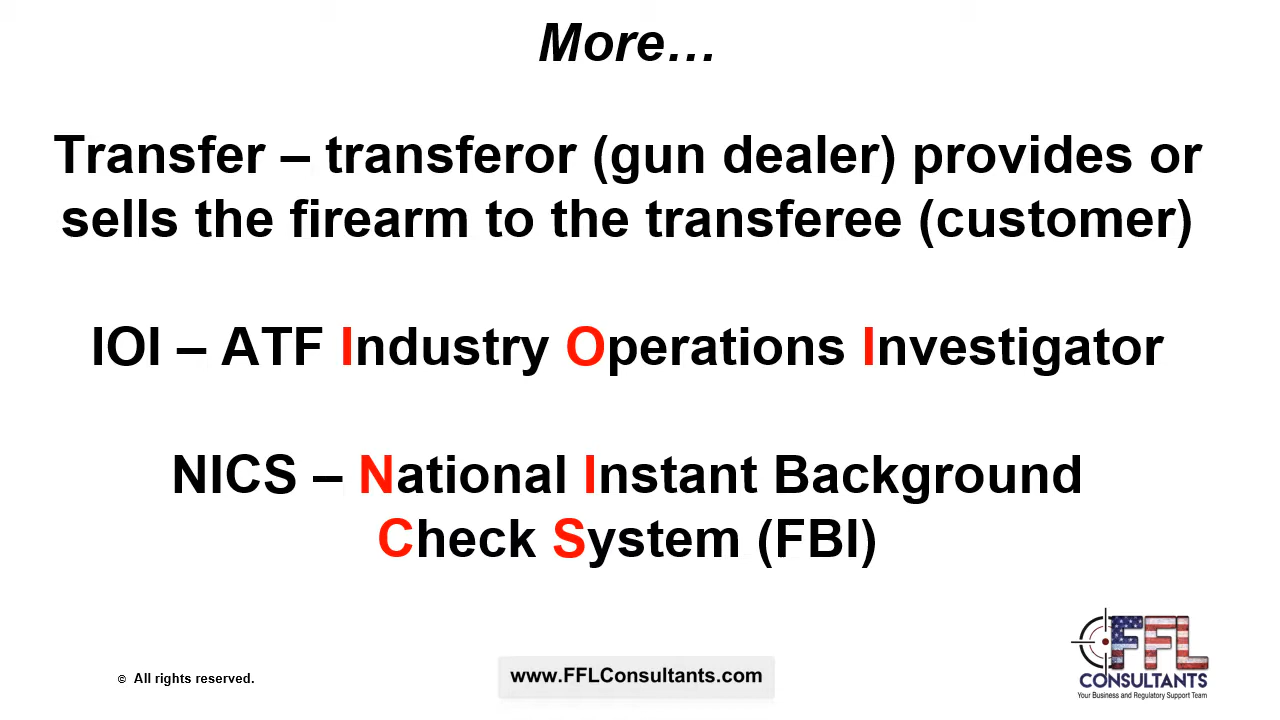 More…
Transfer – transferor (gun dealer) provides or
sells the firearm to the transferee (customer)
IOI – ATF Industry Operations Investigator
NICS – National Instant Background
Check System (FBI)
© All rights reserved.
www.FFLConsultants.com
FFL
CONSULTANTS
Your Business and Regulatory Support Team